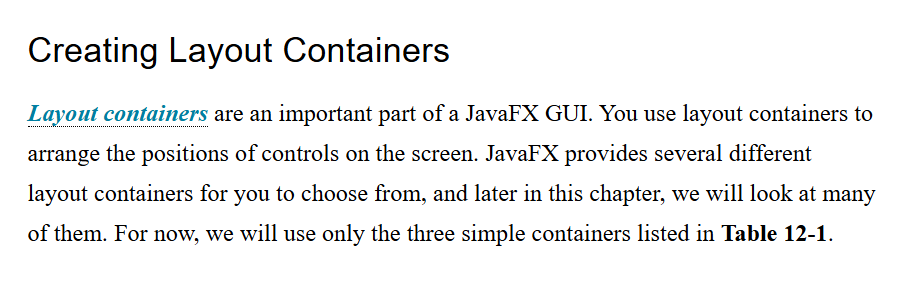 Creating Layout Containers
Layout containers are an important part of a JavaFX GUI. You use layout containers to
arrange the positions of controls on the screen. JavaFX provides several different
layout containers for you to choose from, and later in this chapter, we will look at many
of them. For now, we will use only the three simple containers listed in Table 12-1.